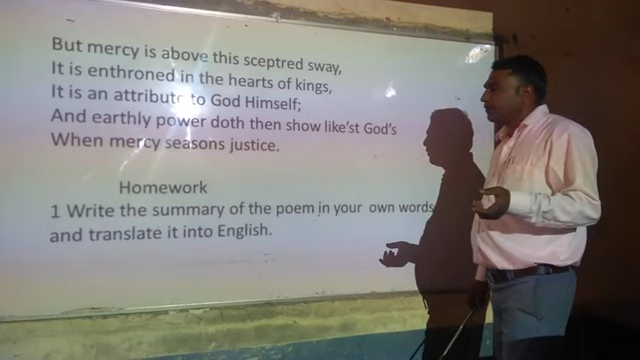 But mercy is above this sceptred sway,
It is enthroned in the hearts of kings,
It is an attribute to God Himself;
And earthly power doth then show like'st God's
When mercy seasons justice.
Homework
1 Write the summary of the poem in your own words
and translate it into English.